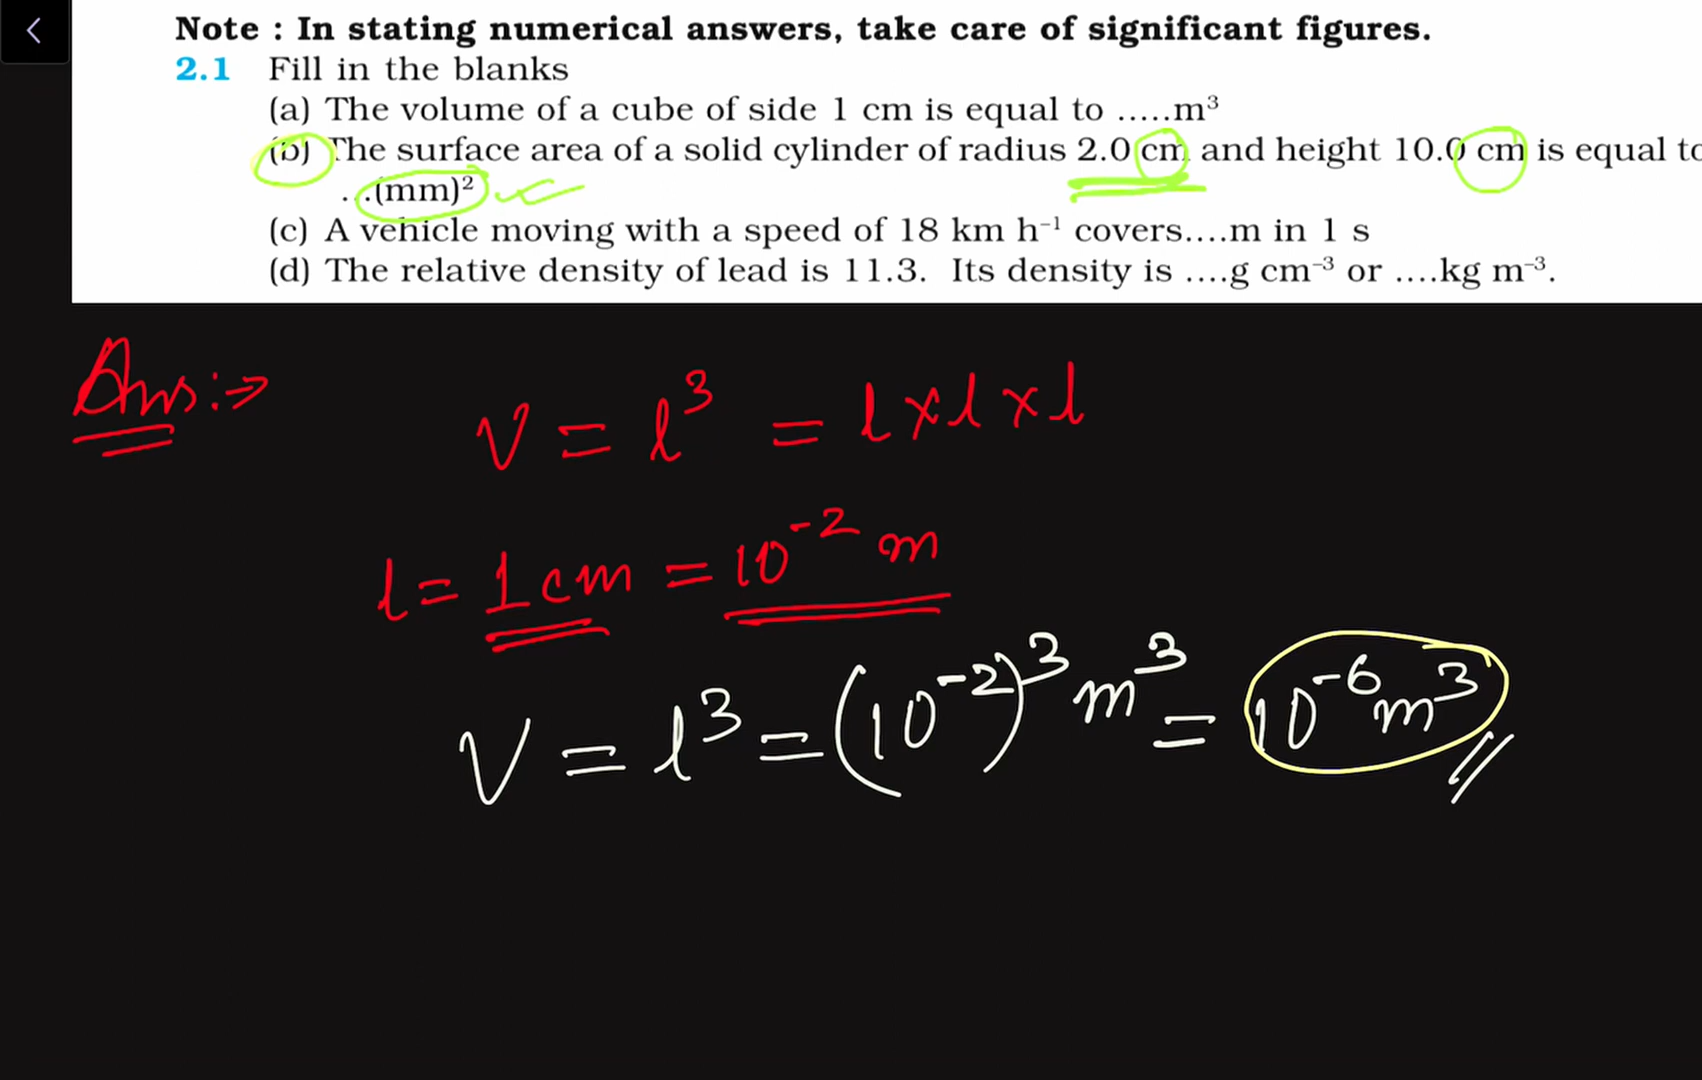 Note : In stating numerical answers, take care of significant figures.
2.1 Fill in the blanks
(a) The volume of a cube of side 1 cm is equal to .....m³
(b) The surface area of a solid cylinder of radius 2.0 cm and height 10.0 cm is equal to
...(mm)²
(c) A vehicle moving with a speed of 18 km h⁻¹ covers....m in 1 s
(d) The relative density of lead is 11.3. Its density is ....g cm⁻³ or ....kg m⁻³.
Ans:⇒
V = l³ = l×l×l
l = 1cm = 10⁻² m
V = l³ = (10⁻²)³ m³ = 10⁻⁶ m³